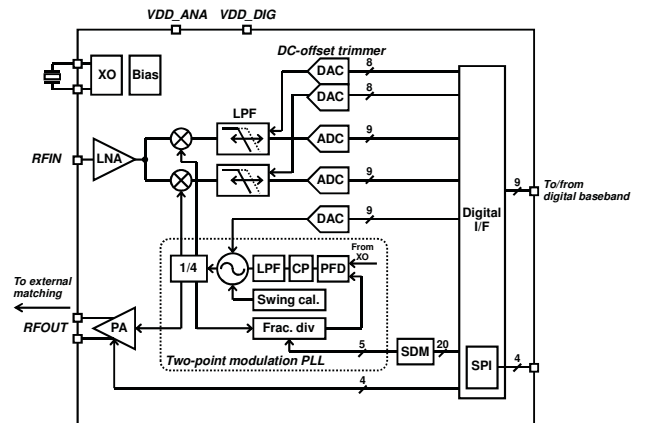 VDD_ANA VDD_DIG
DC-offset trimmer
XO
Bias
DAC
8
DAC
8
LPF
RFIN
LNA
ADC
9
ADC
9
9
To/from
digital baseband
Digital
I/F
DAC
9
From
XO
1/4
LPF
CP
PFD
To external
matching
Swing cal.
RFOUT
PA
Frac. div
Two-point modulation PLL
5
SDM
20
SPI
4
4